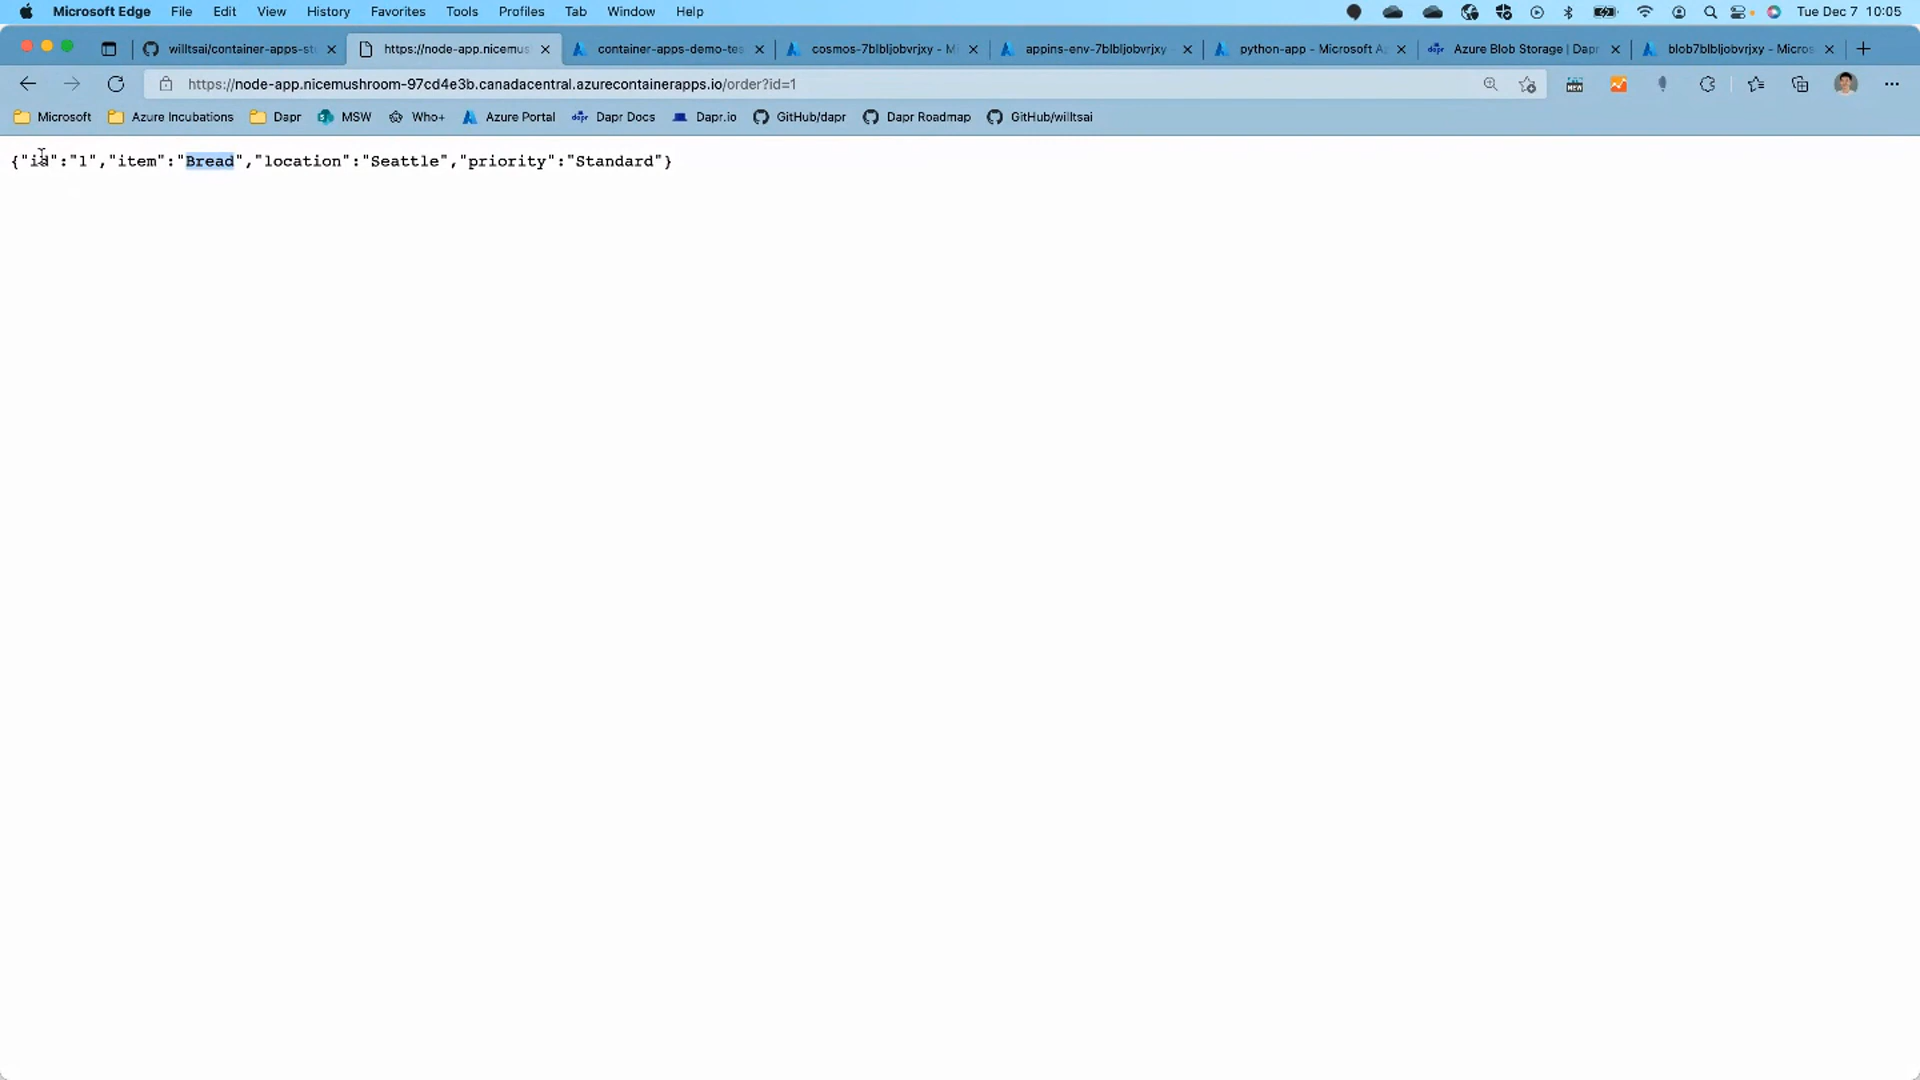 Microsoft Edge File Edit View History Favorites Tools Profiles Tab Window Help Tue Dec 7 10:05
willtsai/container-apps-st https://node-app.nicemus container-apps-demo-tes cosmos-7blbljobvrjxy - Mi appins-env-7blbljobvrjxy python-app - Microsoft A Azure Blob Storage | Dapr blob7blbljobvrjxy - Micros
https://node-app.nicemushroom-97cd4e3b.canadacentral.azurecontainerapps.io/order?id=1
Microsoft Azure Incubations Dapr MSW Who+ Azure Portal Dapr Docs Dapr.io GitHub/dapr Dapr Roadmap GitHub/willtsai
{"id":"1","item":"Bread","location":"Seattle","priority":"Standard"}